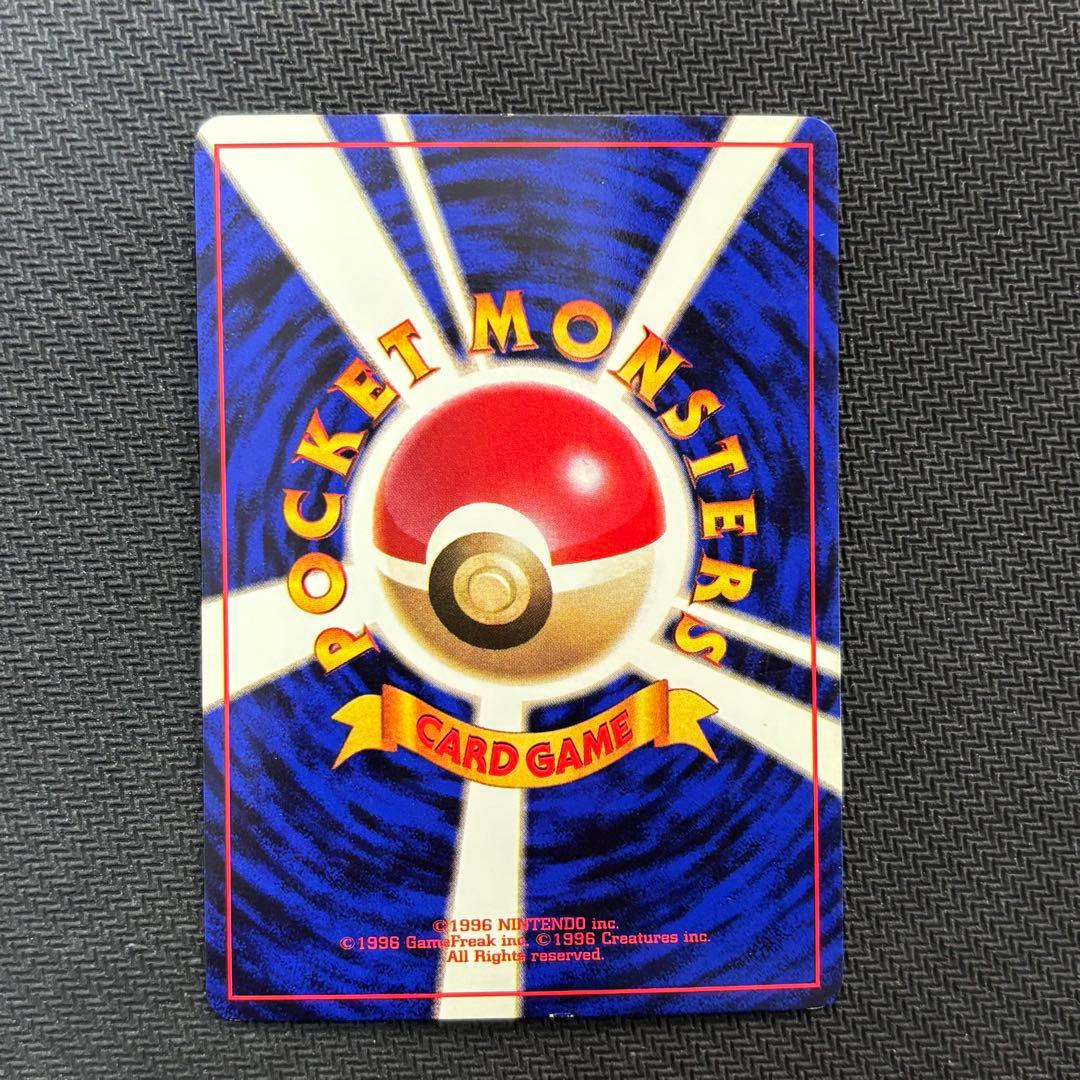 POCKET MONSTERS
CARD GAME
©1996 NINTENDO inc.
©1996 GameFreak inc. ©1996 Creatures inc.
All Rights reserved.